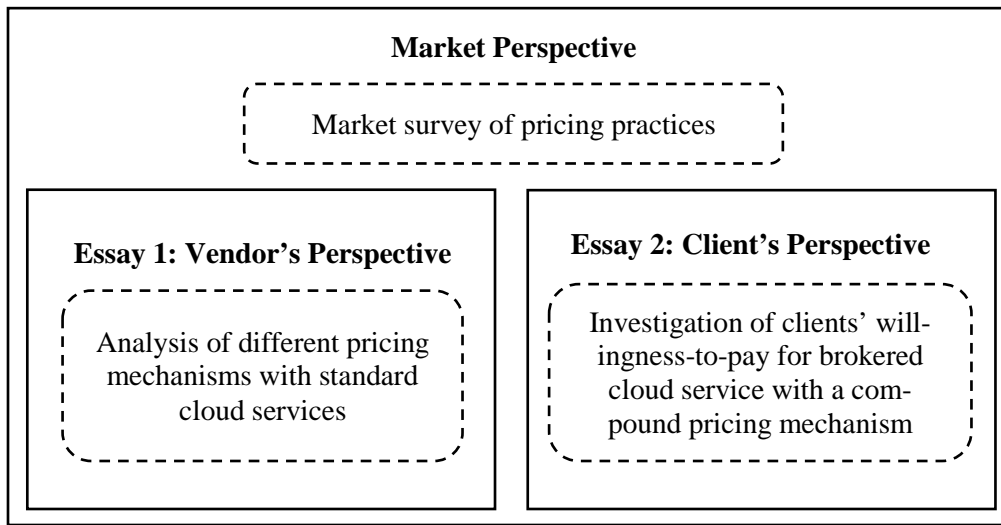 Market Perspective
Market survey of pricing practices
Essay 1: Vendor’s Perspective
Analysis of different pricing
mechanisms with standard
cloud services
Essay 2: Client’s Perspective
Investigation of clients’ will-
ingness-to-pay for brokered
cloud service with a com-
pound pricing mechanism